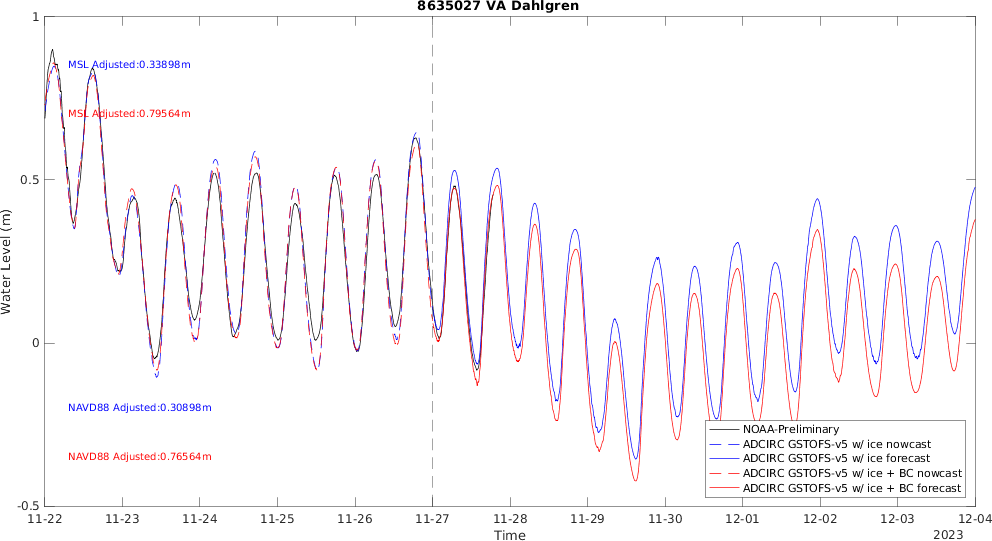 8635027 VA Dahlgren
1
0.5
0
-0.5
Water Level (m)
MSL Adjusted:0.33898m
MSL Adjusted:0.79564m
NAVD88 Adjusted:0.30898m
NAVD88 Adjusted:0.76564m
NOAA-Preliminary
ADCIRC GSTOFS-v5 w/ ice nowcast
ADCIRC GSTOFS-v5 w/ ice forecast
ADCIRC GSTOFS-v5 w/ ice + BC nowcast
ADCIRC GSTOFS-v5 w/ ice + BC forecast
11-22 11-23 11-24 11-25 11-26 11-27 11-28 11-29 11-30 12-01 12-02 12-03 12-04
Time
2023